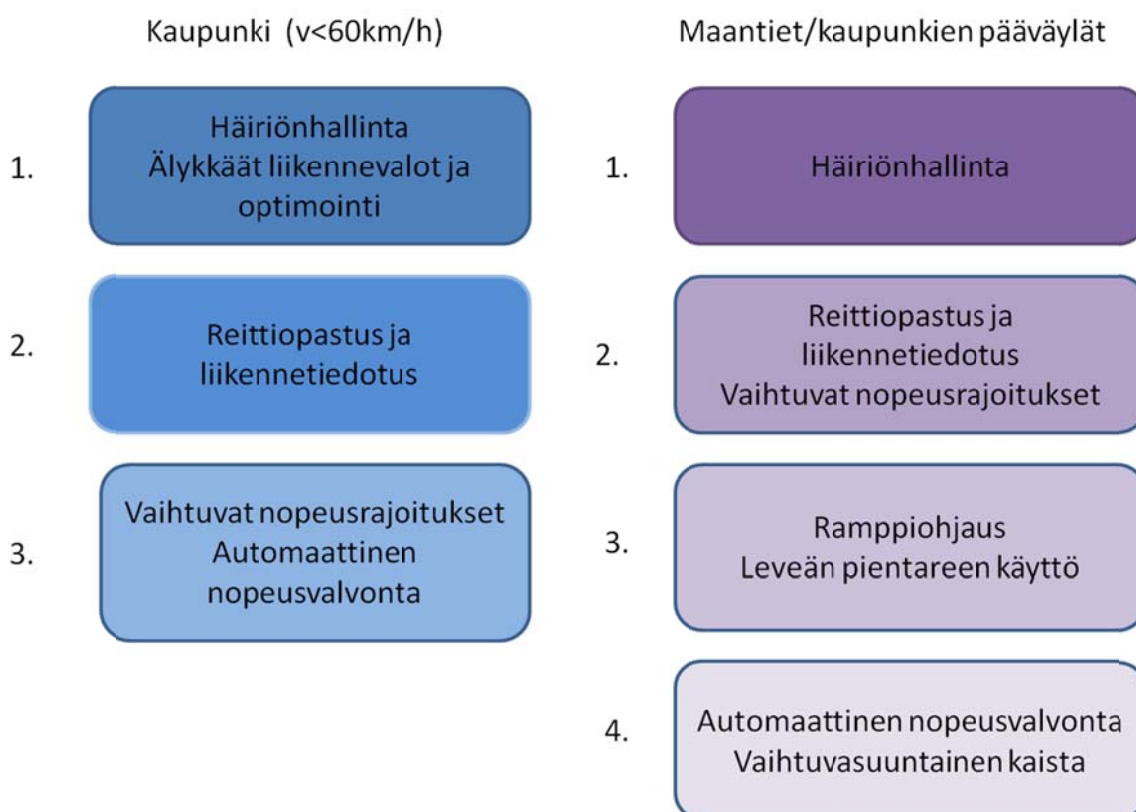 Kaupunki (v<60km/h)
1.
Häiriönhallinta
Älykkäät liikennevalot ja
optimointi
2.
Reittiopastus ja
liikennetiedotus
3.
Vaihtuvat nopeusrajoitukset
Automaattinen
nopeusvalvonta
Maantiet/kaupunkien pääväylät
1.
Häiriönhallinta
2.
Reittiopastus ja
liikennetiedotus
Vaihtuvat nopeusrajoitukset
3.
Ramppiohjaus
Leveän pientareen käyttö
4.
Automaattinen nopeusvalvonta
Vaihtuvasuuntainen kaista